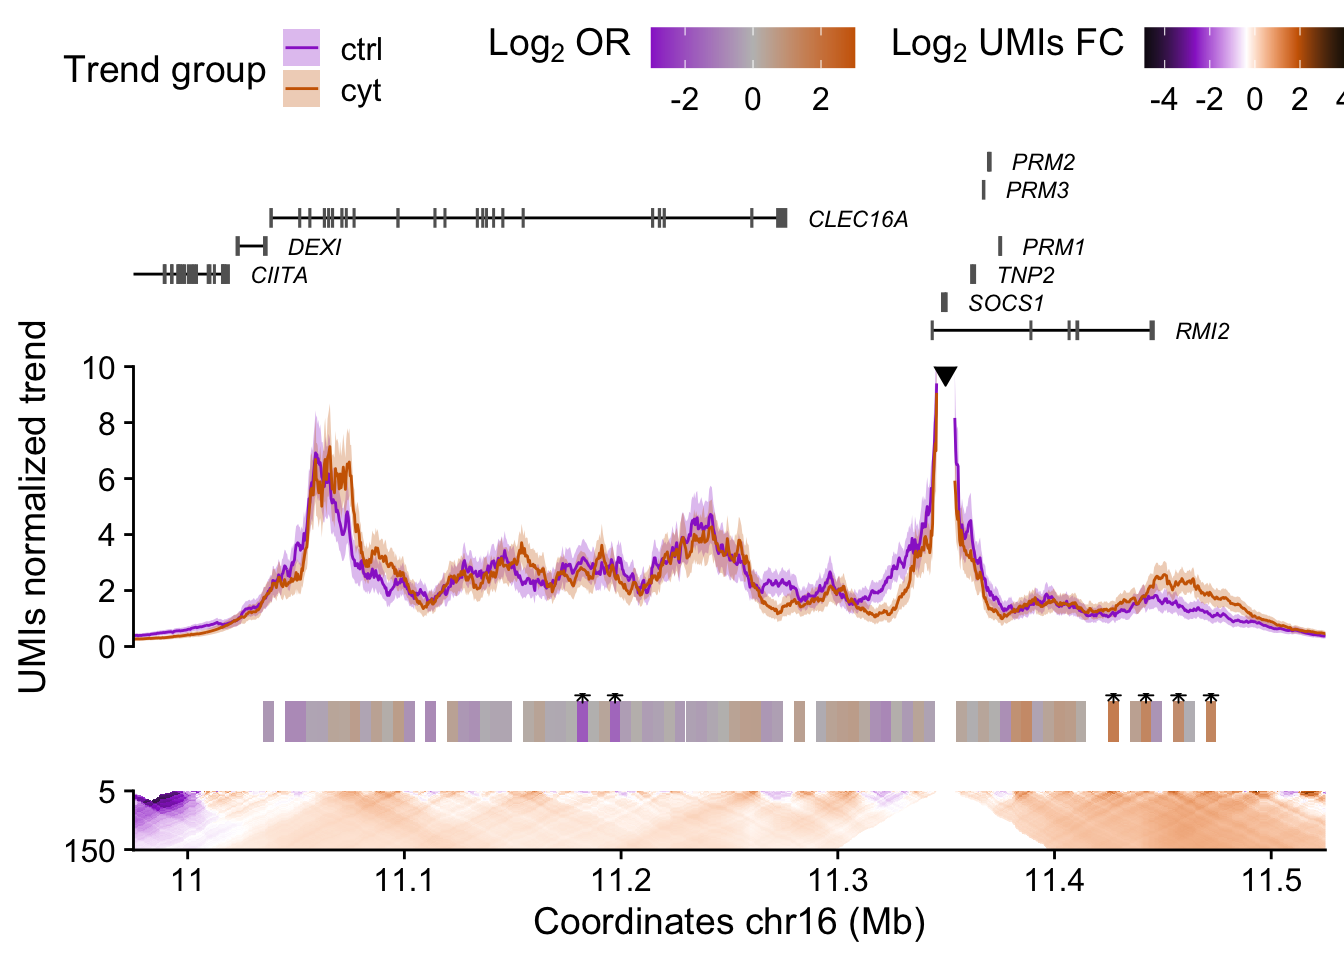 Trend group
ctrl
cyt
Log2 OR
-2 0 2
Log2 UMIs FC
-4 -2 0 2 4
PRM2
PRM3
CLEC16A
DEXI
PRM1
CIITA
TNP2
SOCS1
RMI2
UMIs normalized trend
10
8
6
4
2
0
* * * * * *
5
150
11 11.1 11.2 11.3 11.4 11.5
Coordinates chr16 (Mb)